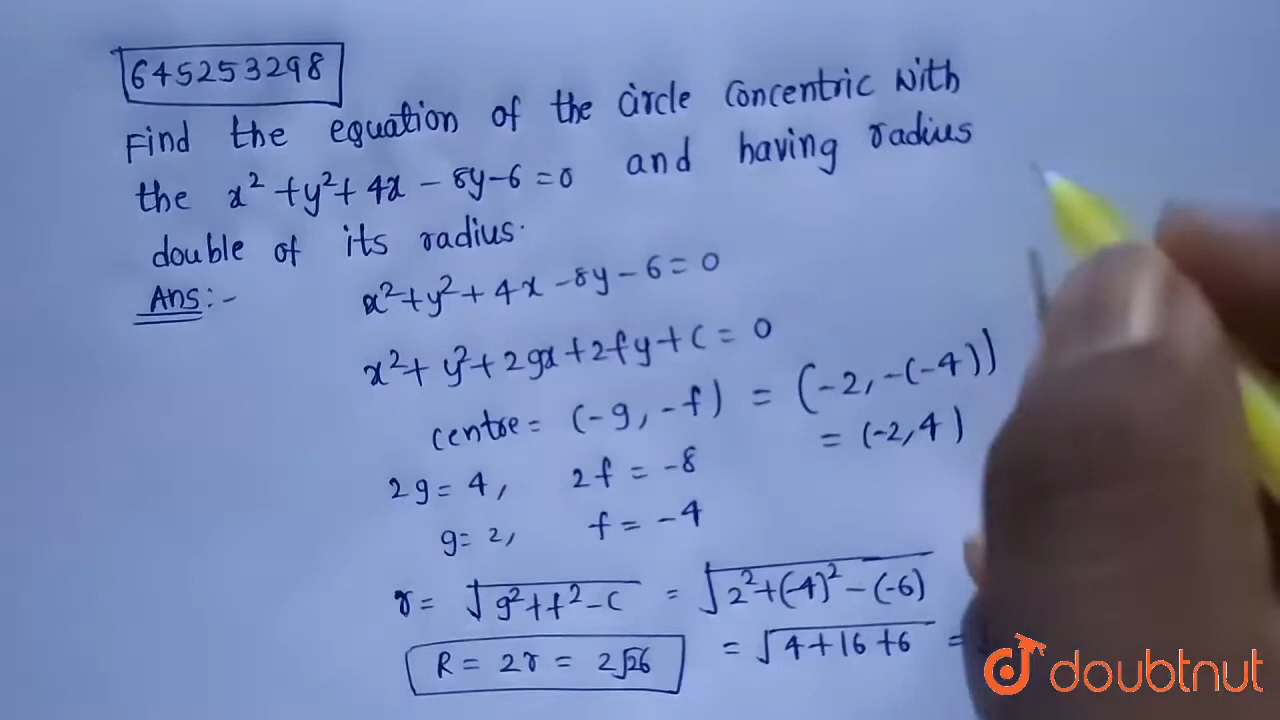 645253298
Find the equation of the circle concentric with
the x² + y² + 4x - 8y - 6 = 0 and having radius
double of its radius.
Ans:-
x² + y² + 4x - 8y - 6 = 0
x² + y² + 2gx + 2fy + c = 0
centre = (-g, -f) = (-2, -(-4))
= (-2, 4)
2g = 4, 2f = -8
g = 2, f = -4
r = √(g² + f² - c) = √(2² + (-4)² - (-6))
= √(4 + 16 + 6) =
R = 2r = 2√26
doubtnut